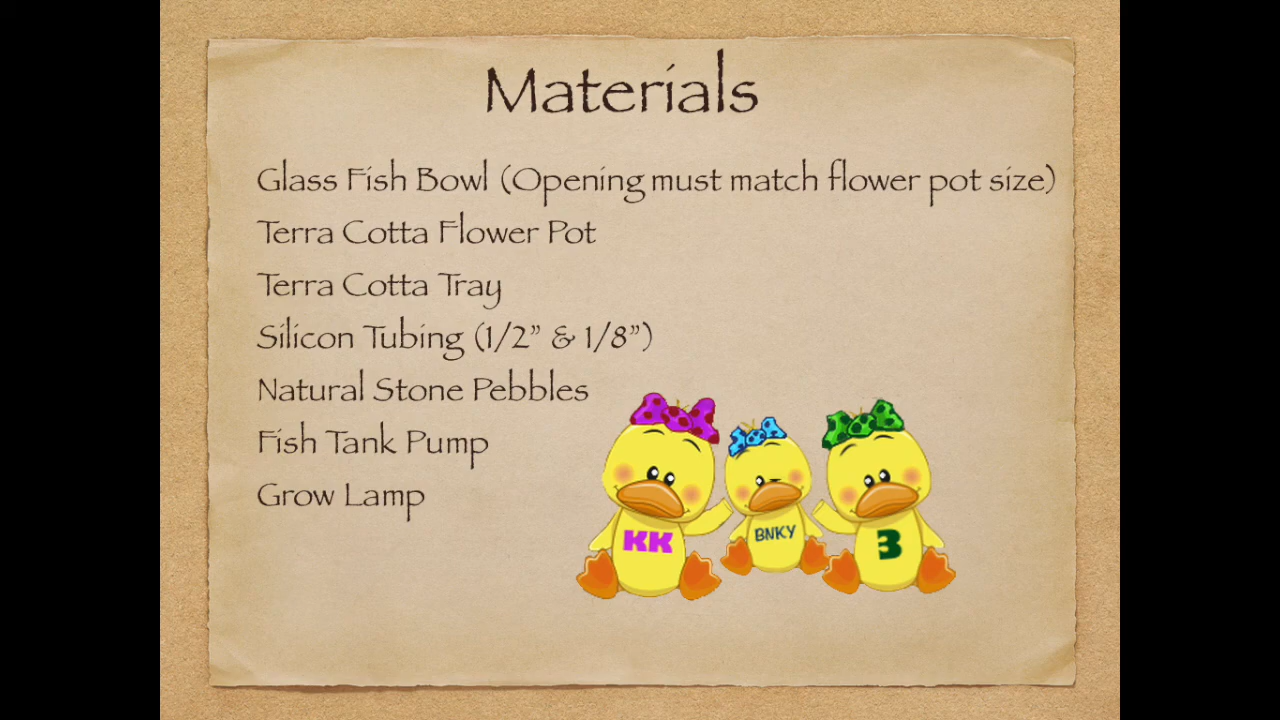 Materials
Glass Fish Bowl (Opening must match flower pot size)
Terra Cotta Flower Pot
Terra Cotta Tray
Silicon Tubing (1/2” & 1/8”)
Natural Stone Pebbles
Fish Tank Pump
Grow Lamp
KK
BNKY
3